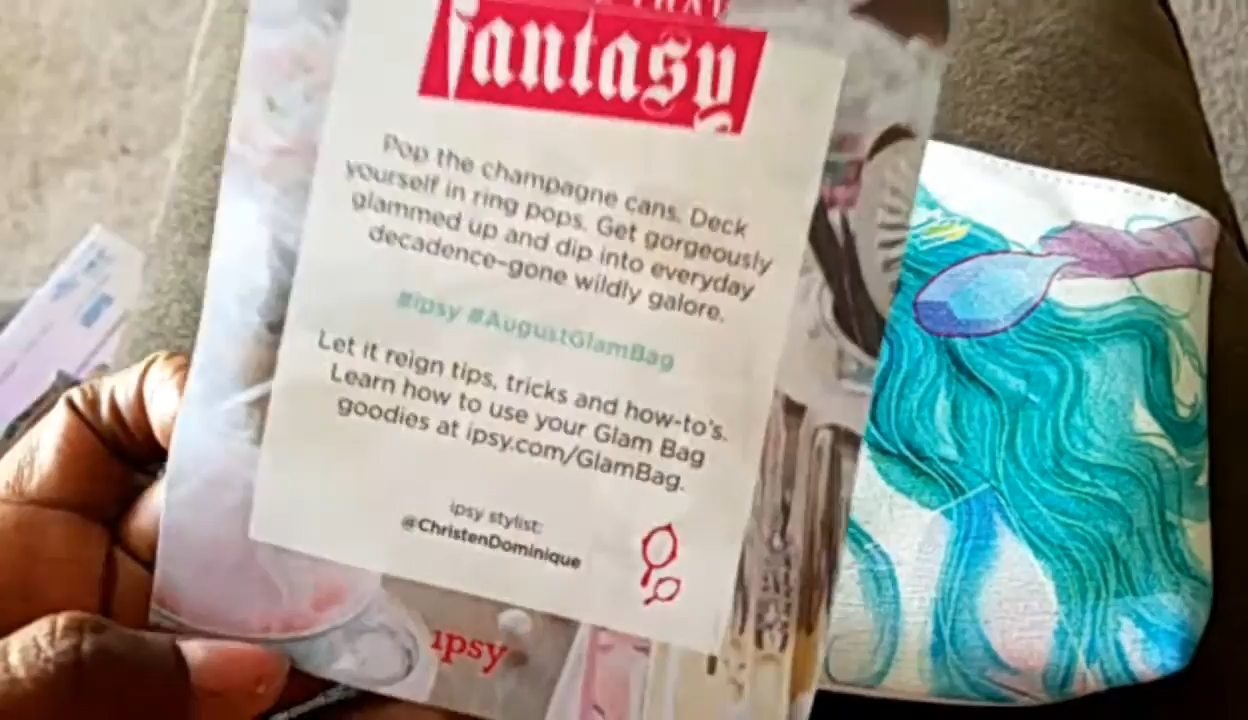 THAT
fantasy
Pop the champagne cans. Deck
yourself in ring pops. Get gorgeously
glammed up and dip into everyday
decadence-gone wildly galore.
#ipsy #AugustGlamBag
Let it reign tips, tricks and how-to's.
Learn how to use your Glam Bag
goodies at ipsy.com/GlamBag.
ipsy stylist:
@ChristenDominique
ipsy